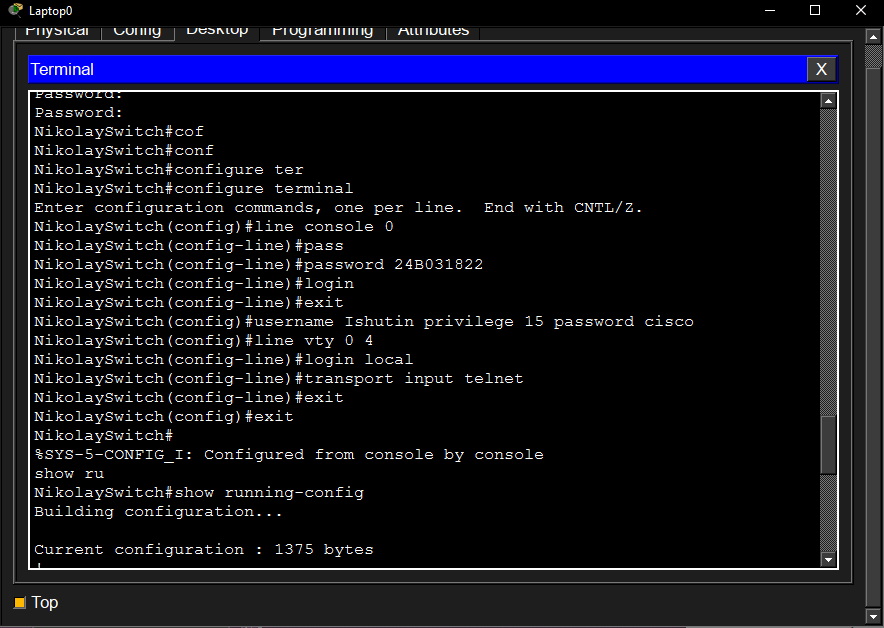 Laptop0
Physical Config Desktop Programming Attributes
Terminal X
Password:
Password:
NikolaySwitch#cof
NikolaySwitch#conf
NikolaySwitch#configure ter
NikolaySwitch#configure terminal
Enter configuration commands, one per line.  End with CNTL/Z.
NikolaySwitch(config)#line console 0
NikolaySwitch(config-line)#pass
NikolaySwitch(config-line)#password 24B031822
NikolaySwitch(config-line)#login
NikolaySwitch(config-line)#exit
NikolaySwitch(config)#username Ishutin privilege 15 password cisco
NikolaySwitch(config)#line vty 0 4
NikolaySwitch(config-line)#login local
NikolaySwitch(config-line)#transport input telnet
NikolaySwitch(config-line)#exit
NikolaySwitch(config)#exit
NikolaySwitch#
%SYS-5-CONFIG_I: Configured from console by console
show ru
NikolaySwitch#show running-config
Building configuration...
Current configuration : 1375 bytes
!
Top